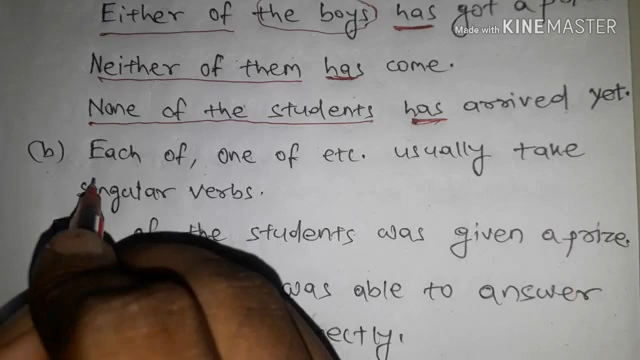 Either of (the boys) has got a
Made with KINEMASTER
Neither of them has come.
None of the students has arrived yet.
(b) Each of, one of etc. usually take
singular verbs.
of the students was given a prize.
was able to answer